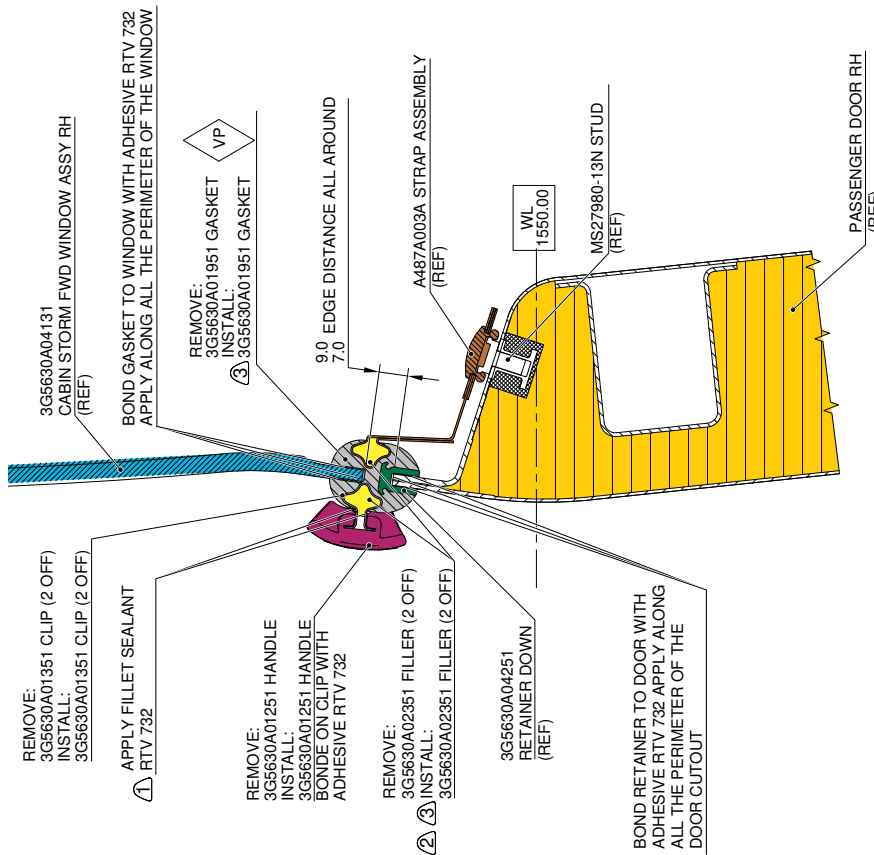 REMOVE:
3G5630A01351 CLIP (2 OFF)
INSTALL:
3G5630A01351 CLIP (2 OFF)
1
APPLY FILLET SEALANT
RTV 732
REMOVE:
3G5630A01251 HANDLE
INSTALL:
3G5630A01251 HANDLE
BONDE ON CLIP WITH
ADHESIVE RTV 732
REMOVE:
3G5630A02351 FILLER (2 OFF)
2 3 INSTALL:
3G5630A02351 FILLER (2 OFF)
3G5630A04251
RETAINER DOWN
(REF)
BOND RETAINER TO DOOR WITH
ADHESIVE RTV 732 APPLY ALONG
ALL THE PERIMETER OF THE
DOOR CUTOUT
3G5630A04131
CABIN STORM FWD WINDOW ASSY RH
(REF)
BOND GASKET TO WINDOW WITH ADHESIVE RTV 732
APPLY ALONG ALL THE PERIMETER OF THE WINDOW
REMOVE:
3G5630A01951 GASKET
INSTALL:
3 3G5630A01951 GASKET
VP
9.0
7.0
EDGE DISTANCE ALL AROUND
A487A003A STRAP ASSEMBLY
(REF)
WL
1550.00
MS27980-13N STUD
(REF)
PASSENGER DOOR RH
(REF)